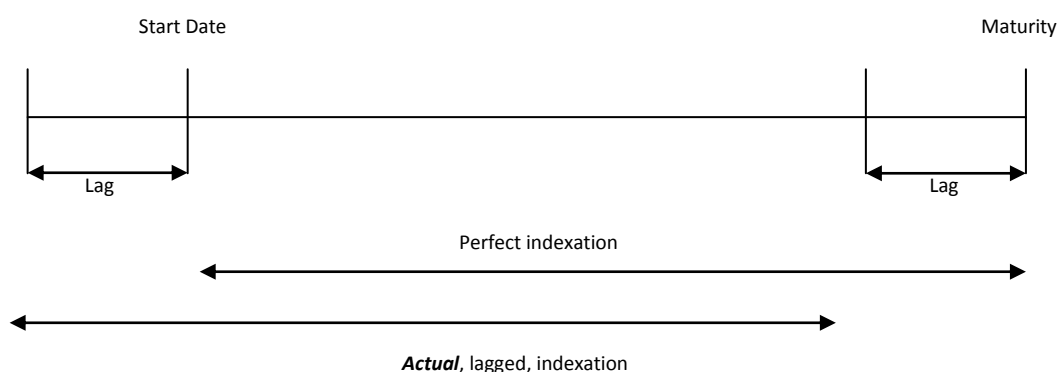 Start Date
Maturity
Lag
Lag
Perfect indexation
Actual, lagged, indexation